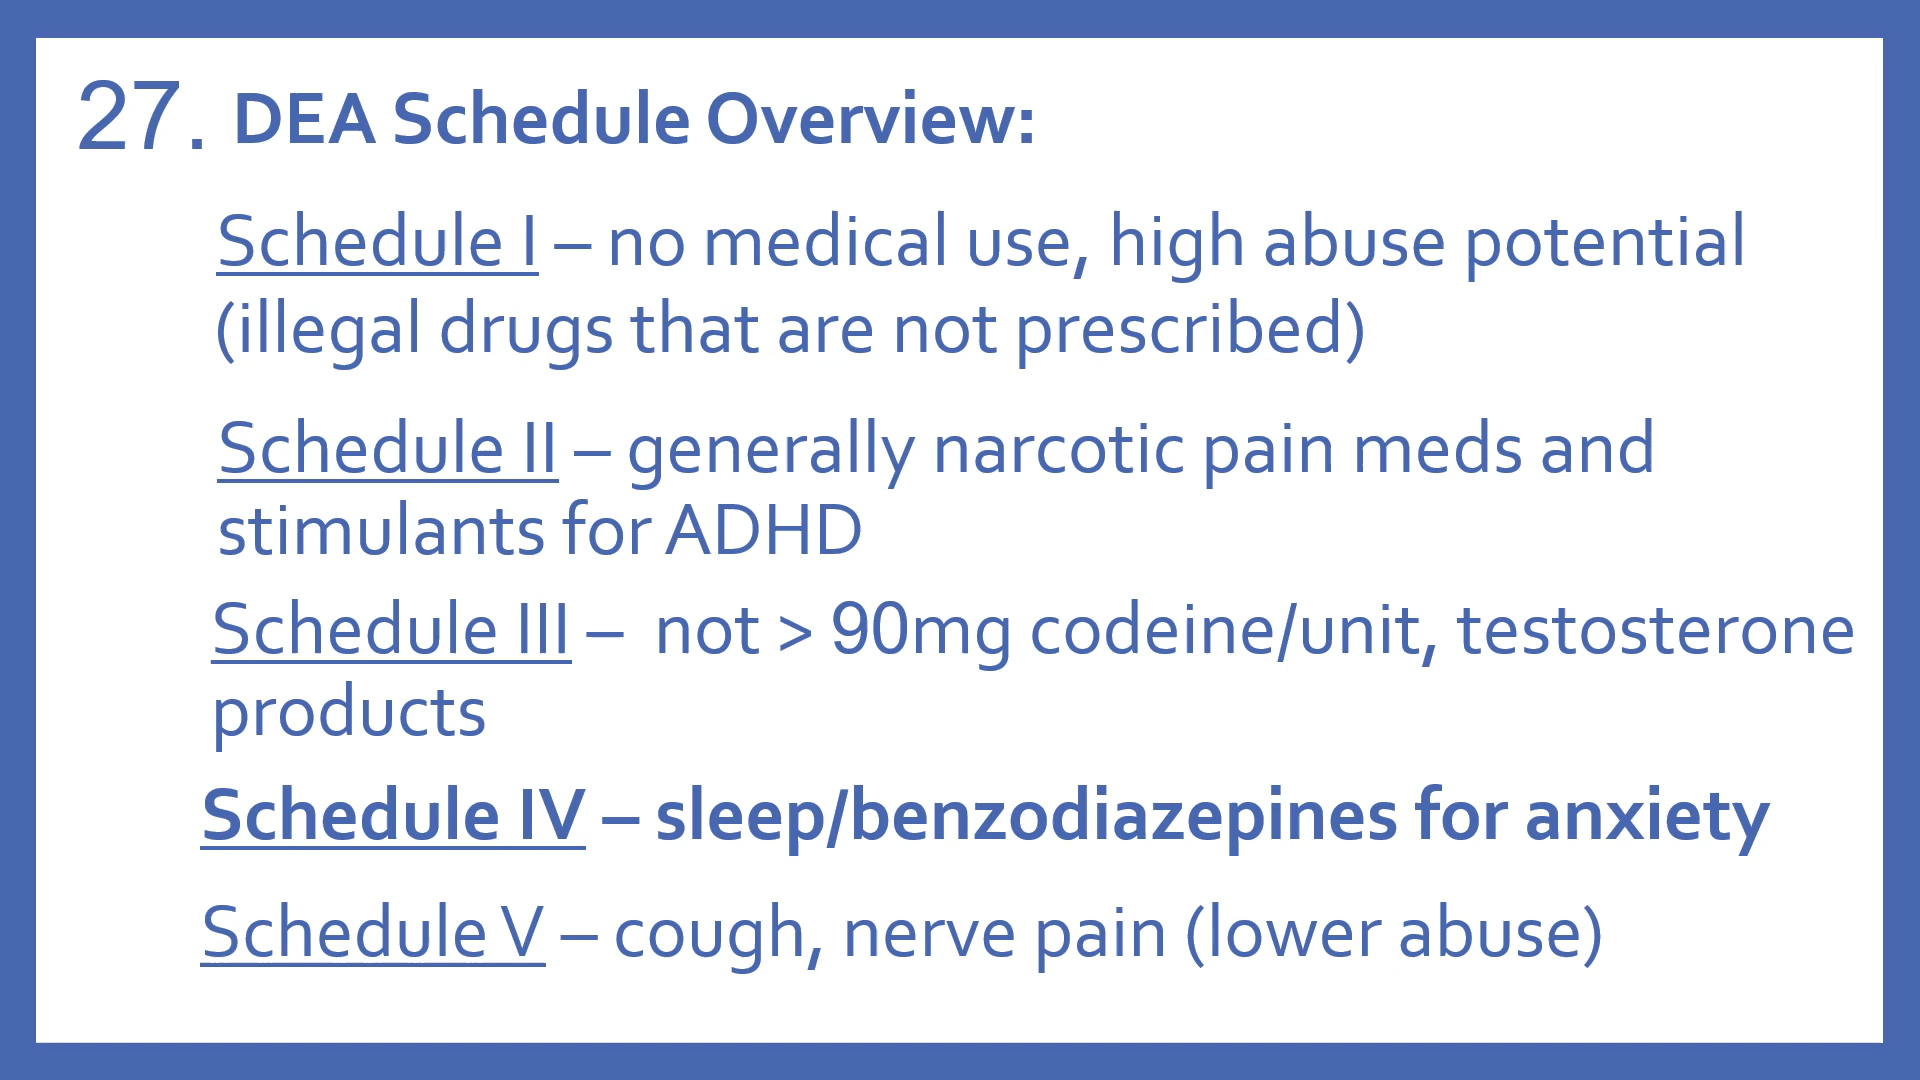 27. DEA Schedule Overview:
Schedule I – no medical use, high abuse potential
(illegal drugs that are not prescribed)
Schedule II – generally narcotic pain meds and
stimulants for ADHD
Schedule III – not > 90mg codeine/unit, testosterone
products
Schedule IV – sleep/benzodiazepines for anxiety
Schedule V – cough, nerve pain (lower abuse)